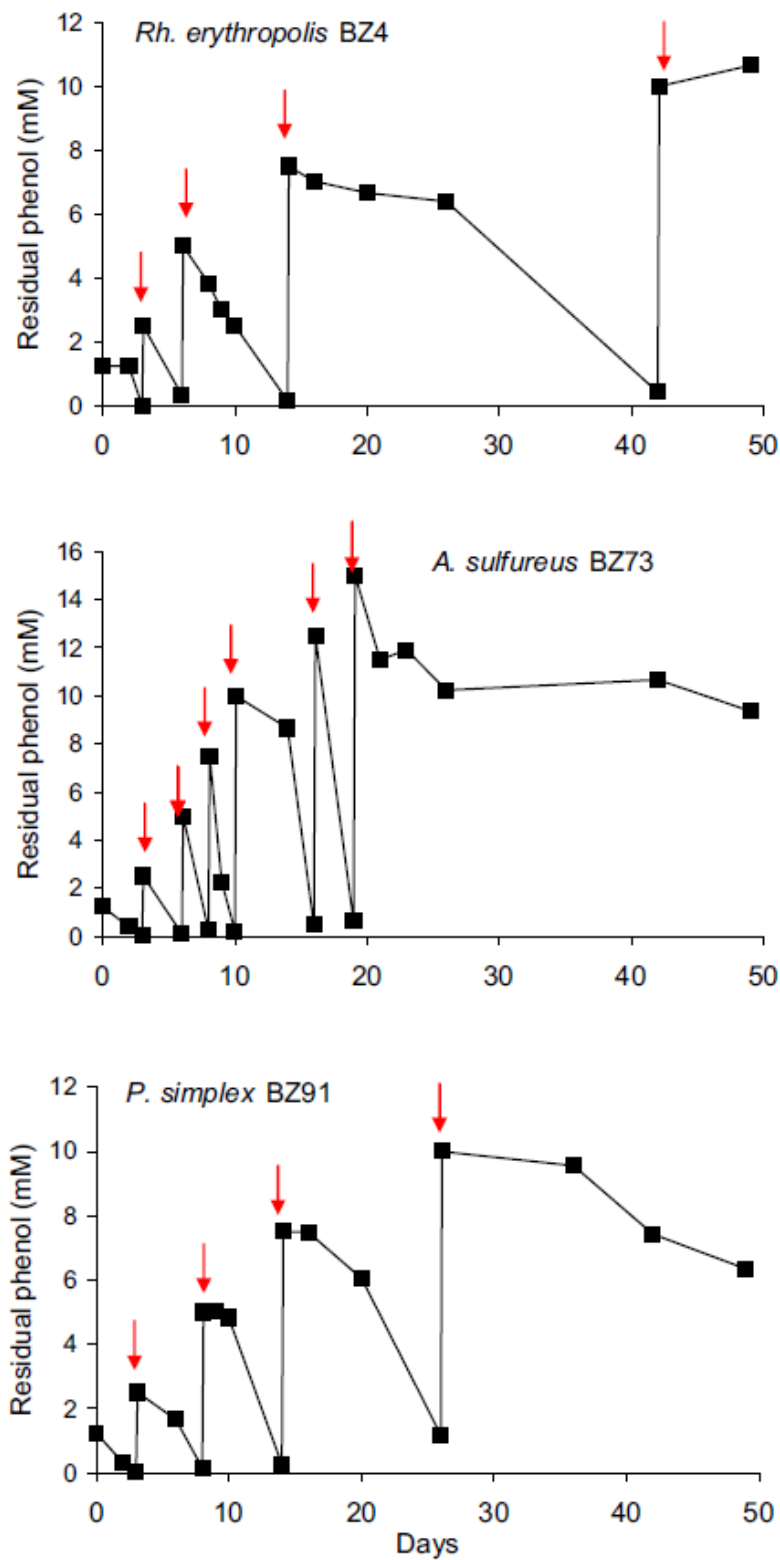 Rh. erythropolis BZ4
Residual phenol (mM)
12
10
8
6
4
2
0
0 10 20 30 40 50
A. sulfureus BZ73
Residual phenol (mM)
16
14
12
10
8
6
4
2
0
0 10 20 30 40 50
P. simplex BZ91
Residual phenol (mM)
12
10
8
6
4
2
0
0 10 20 30 40 50
Days